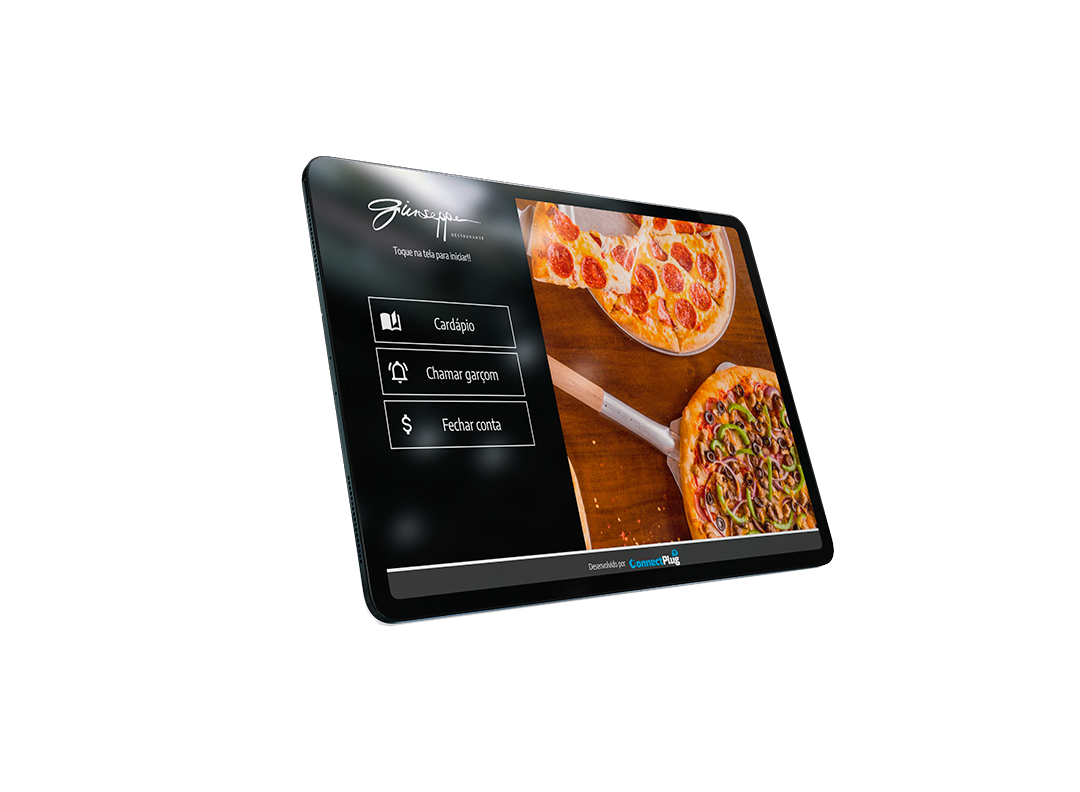 Giuseppe
RESTAURANTE
Toque na tela para iniciar!!
Cardápio
Chamar garçom
$ Fechar conta
Desenvolvido por ConnectPlug